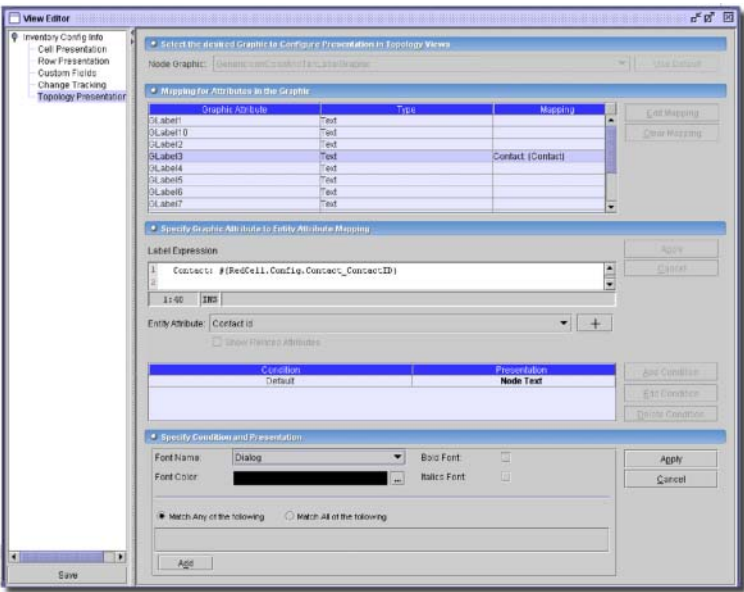 View Editor
Inventory Config Info
Cell Presentation
Row Presentation
Custom Fields
Change Tracking
Topology Presentation
Select the desired Graphic to Configure Presentation in Topology Views
Node Graphic:
Use Default
Mapping for Attributes in the Graphic
Graphic Attribute Type Mapping
GLabel1 Text
GLabel10 Text
GLabel2 Text
GLabel3 Text Contact: (Contact)
GLabel4 Text
GLabel5 Text
GLabel6 Text
GLabel7 Text
Edit Mapping
Clear Mapping
Specify Graphic Attribute to Entity Attribute Mapping
Label Expression
1 Contact: #{RedCell.Config.Contact_ContactID}
2
1:40 INS
Apply
Cancel
Entity Attribute: Contact id +
Show Attributes
Condition Presentation
Default Node Text
Add Condition
Edit Condition
Delete Condition
Specify Condition and Presentation
Font Name: Dialog Bold Font:
Font Color: ... Italics Font:
Apply
Cancel
Match Any of the following Match All of the following
Add
Save